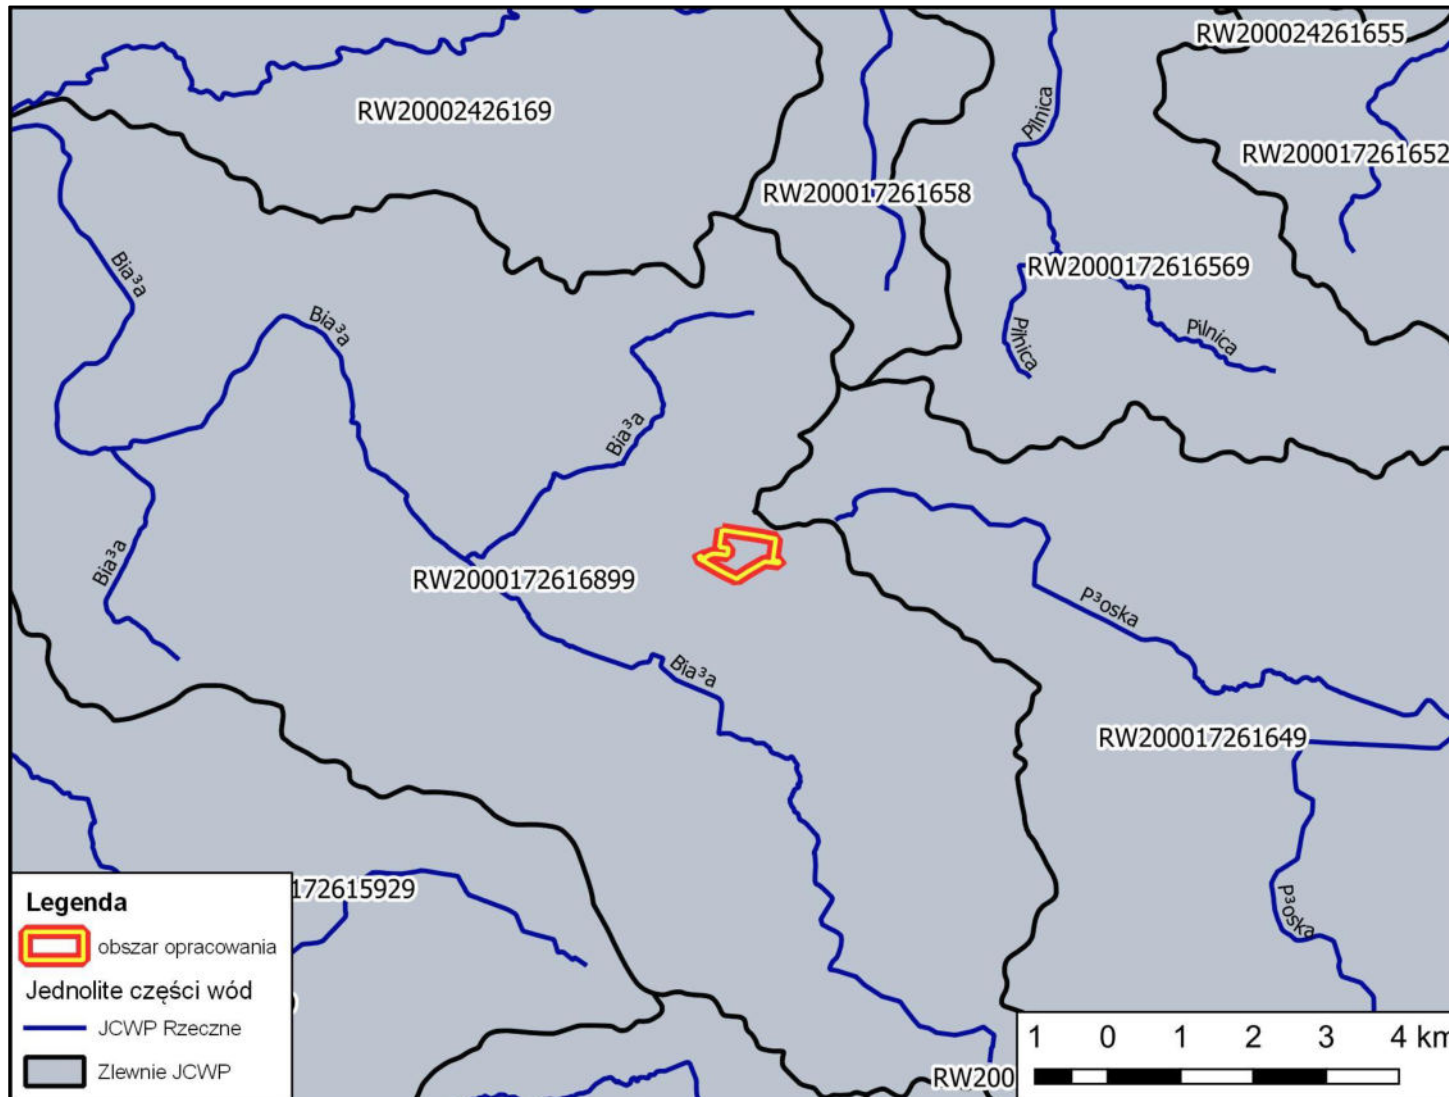 RW200024261655
RW20002426169
Pilnica
RW200017261652
RW200017261658
Bia³a
RW2000172616569
Bia³a
Pilnica
Pilnica
Bia³a
Bia³a
RW2000172616899
P³oska
Bia³a
RW200017261649
172615929
P³oska
Legenda
obszar opracowania
Jednolite części wód
JCWP Rzeczne
Zlewnie JCWP
1 0 1 2 3 4 km
RW200